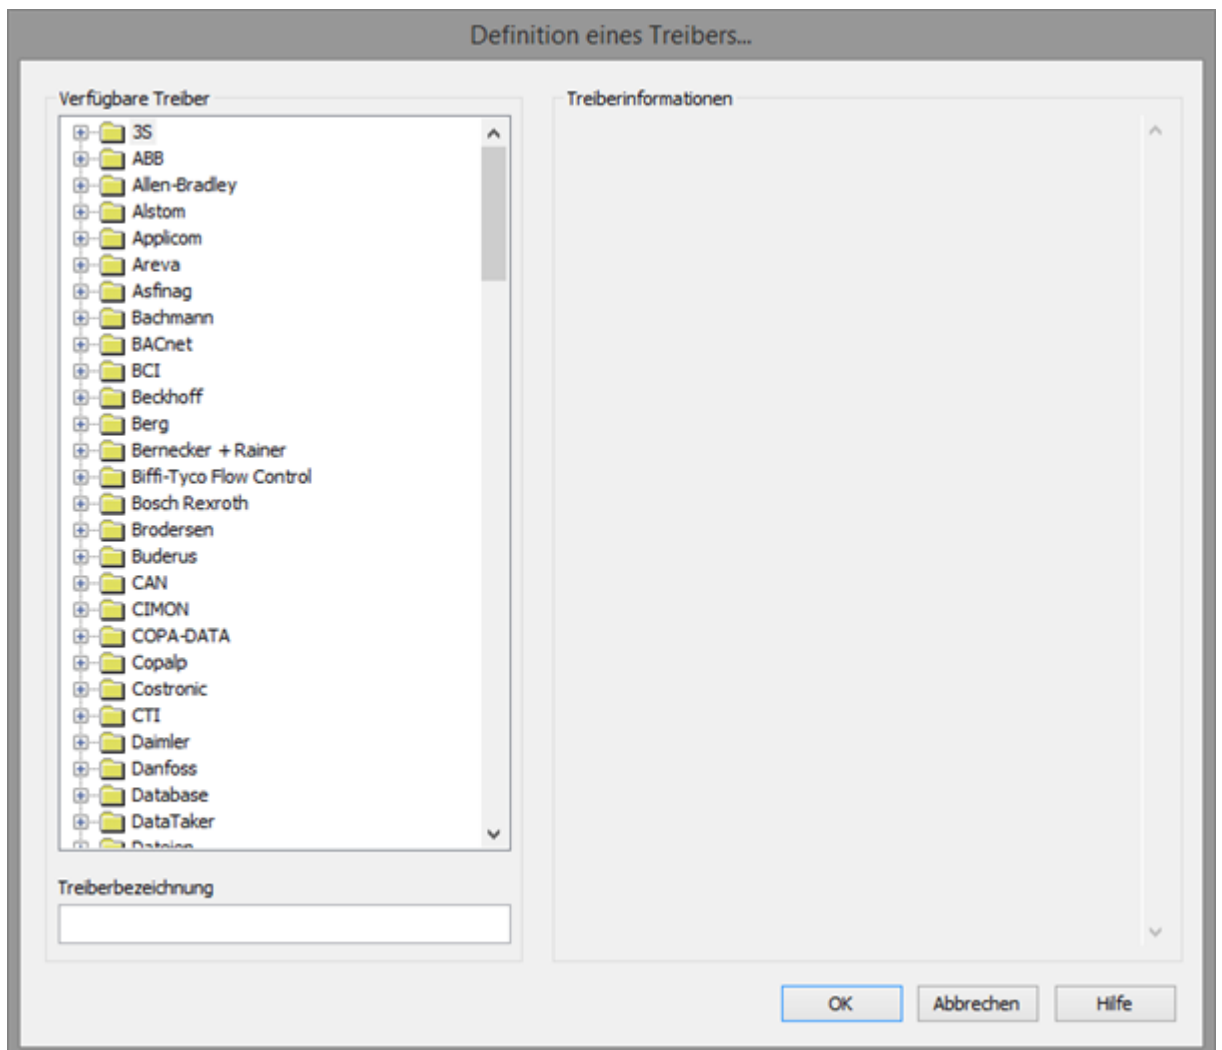 Definition eines Treibers...
Verfügbare Treiber
3S
ABB
Allen-Bradley
Alstom
Applicom
Areva
Asfinag
Bachmann
BACnet
BCI
Beckhoff
Berg
Bernecker + Rainer
Biffi-Tyco Flow Control
Bosch Rexroth
Brodersen
Buderus
CAN
CIMON
COPA-DATA
Copalp
Costronic
CTI
Daimler
Danfoss
Database
DataTaker
Dateien
Treiberbezeichnung
Treiberinformationen
OK
Abbrechen
Hilfe